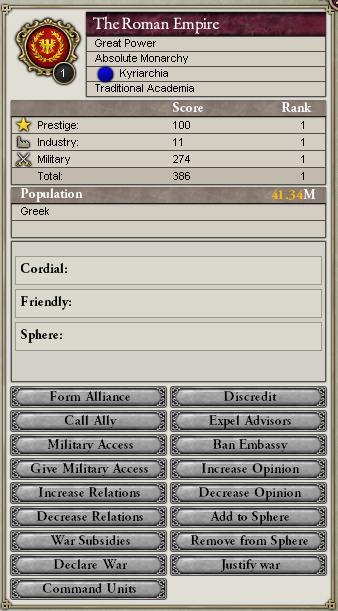 The Roman Empire
Great Power
Absolute Monarchy
Kyriarchia
Traditional Academia
1
Score Rank
Prestige: 100 1
Industry: 11 1
Military 274 1
Total: 386 1
Population 41.34M
Greek
Cordial:
Friendly:
Sphere:
Form Alliance Discredit
Call Ally Expel Advisors
Military Access Ban Embassy
Give Military Access Increase Opinion
Increase Relations Decrease Opinion
Decrease Relations Add to Sphere
War Subsidies Remove from Sphere
Declare War Justify war
Command Units